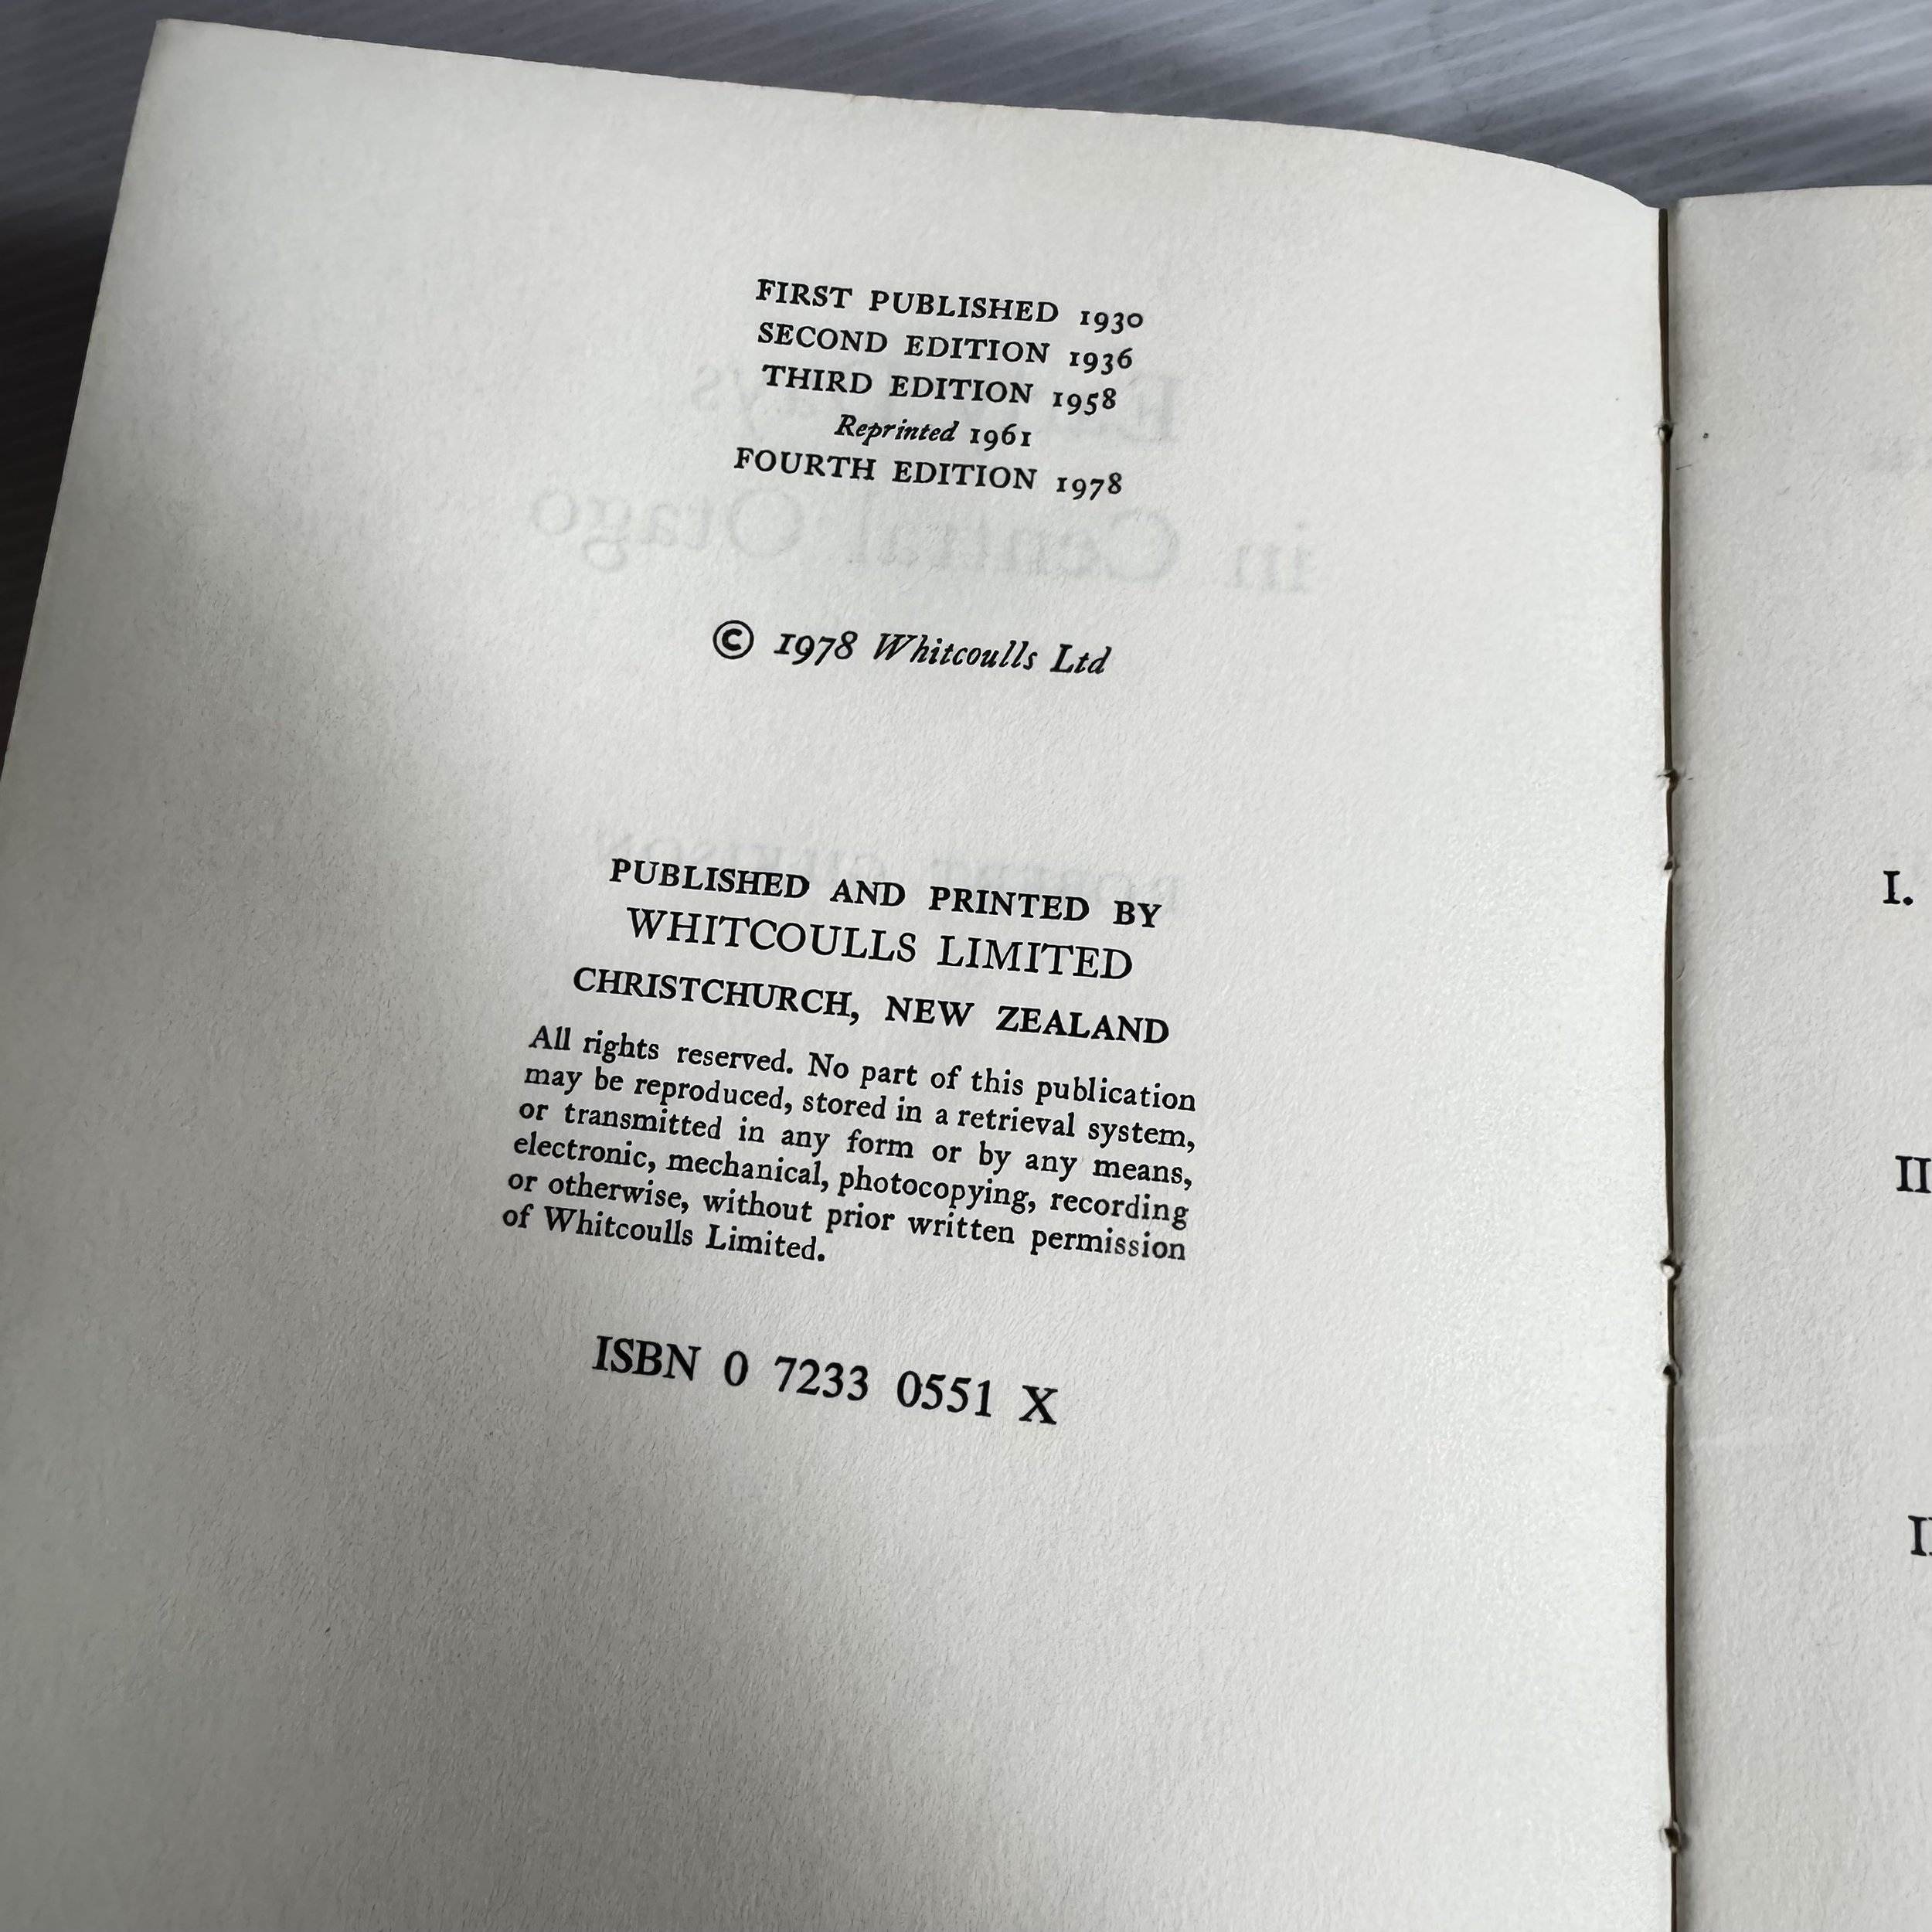 FIRST PUBLISHED 1930
SECOND EDITION 1936
THIRD EDITION 1958
Reprinted 1961
FOURTH EDITION 1978
in Central Otago
© 1978 Whitcoulls Ltd
PUBLISHED AND PRINTED BY
WHITCOULLS LIMITED
CHRISTCHURCH, NEW ZEALAND
All rights reserved. No part of this publication
may be reproduced, stored in a retrieval system,
or transmitted in any form or by any means,
electronic, mechanical, photocopying, recording
or otherwise, without prior written permission
of Whitcoulls Limited.
ISBN 0 7233 0551 X
I.